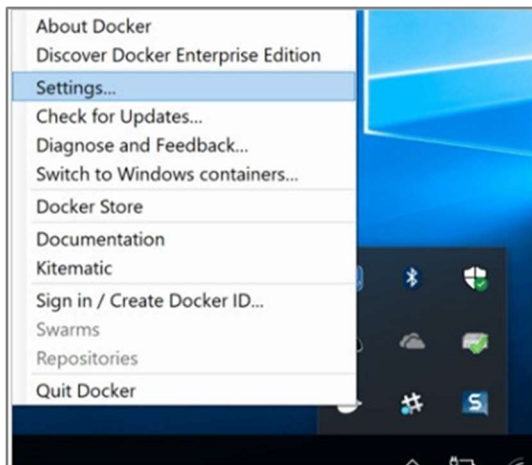 About Docker
Discover Docker Enterprise Edition
Settings...
Check for Updates...
Diagnose and Feedback...
Switch to Windows containers...
Docker Store
Documentation
Kitematic
Sign in / Create Docker ID...
Swarms
Repositories
Quit Docker
S